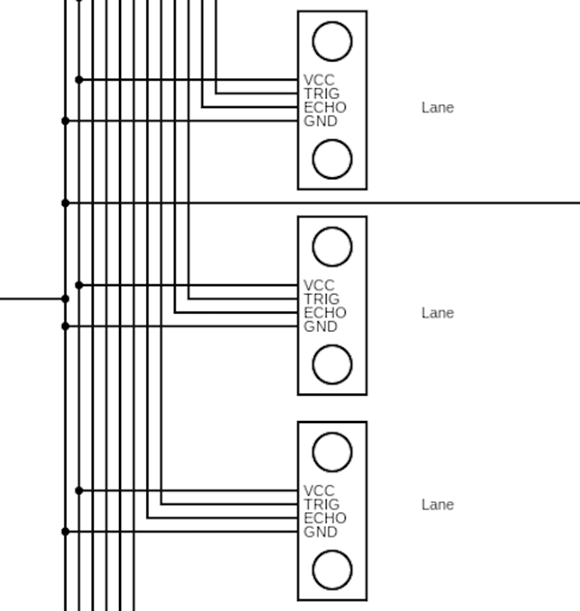 VCC
TRIG
ECHO
GND
Lane
VCC
TRIG
ECHO
GND
Lane
VCC
TRIG
ECHO
GND
Lane